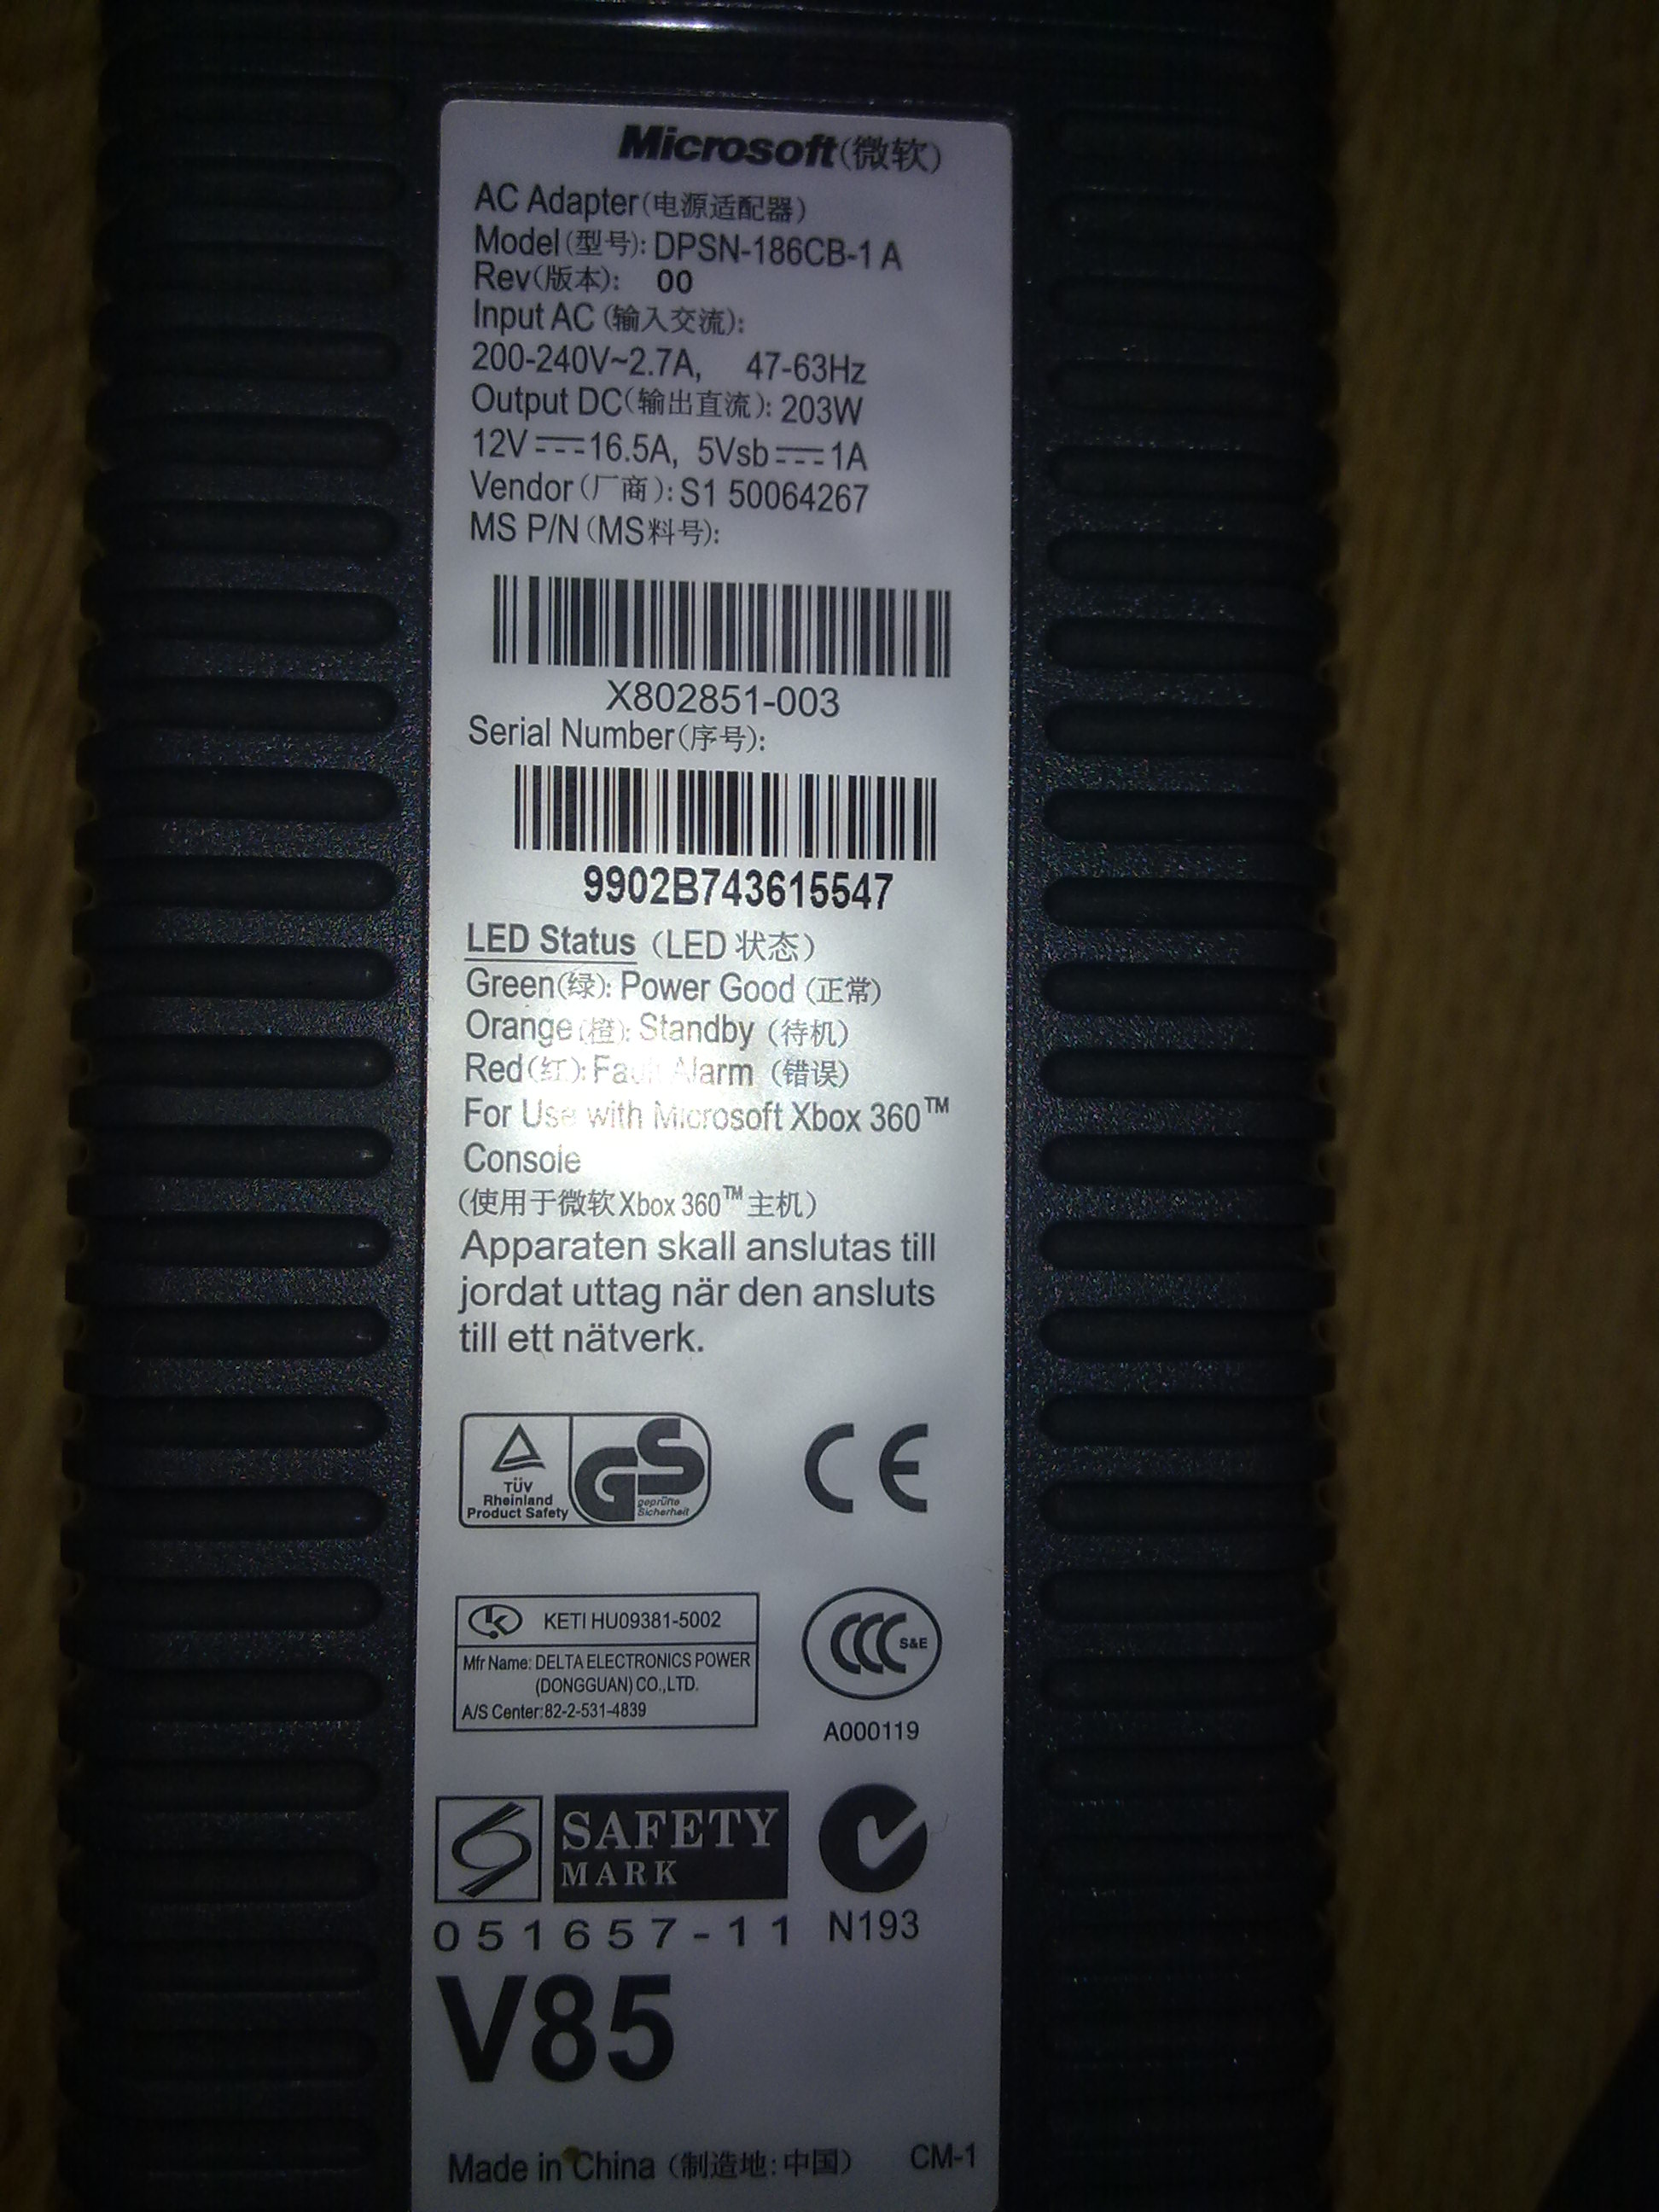 Microsoft(微软)
AC Adapter(电源适配器)
Model(型号): DPSN-186CB-1 A
Rev(版本): 00
Input AC (输入交流):
200-240V~2.7A, 47-63Hz
Output DC(输出直流): 203W
12V⎓16.5A, 5Vsb⎓1A
Vendor(厂商): S1 50064267
MS P/N(MS料号):
X802851-003
Serial Number(序号):
9902B743615547
LED Status (LED 状态)
Green(绿): Power Good (正常)
Orange(橙): Standby (待机)
Red(红): Fault Alarm (错误)
For Use with Microsoft Xbox 360™
Console
(使用于微软Xbox 360™主机)
Apparaten skall anslutas till
jordat uttag när den ansluts
till ett nätverk.
TÜV
Rheinland
Product Safety
GS
geprüfte
Sicherheit
CE
KETI HU09381-5002
Mfr Name: DELTA ELECTRONICS POWER
(DONGGUAN) CO.,LTD.
A/S Center:82-2-531-4839
CCC S&E
A000119
SAFETY
MARK
051657-11
N193
V85
Made in China (制造地:中国) CM-1